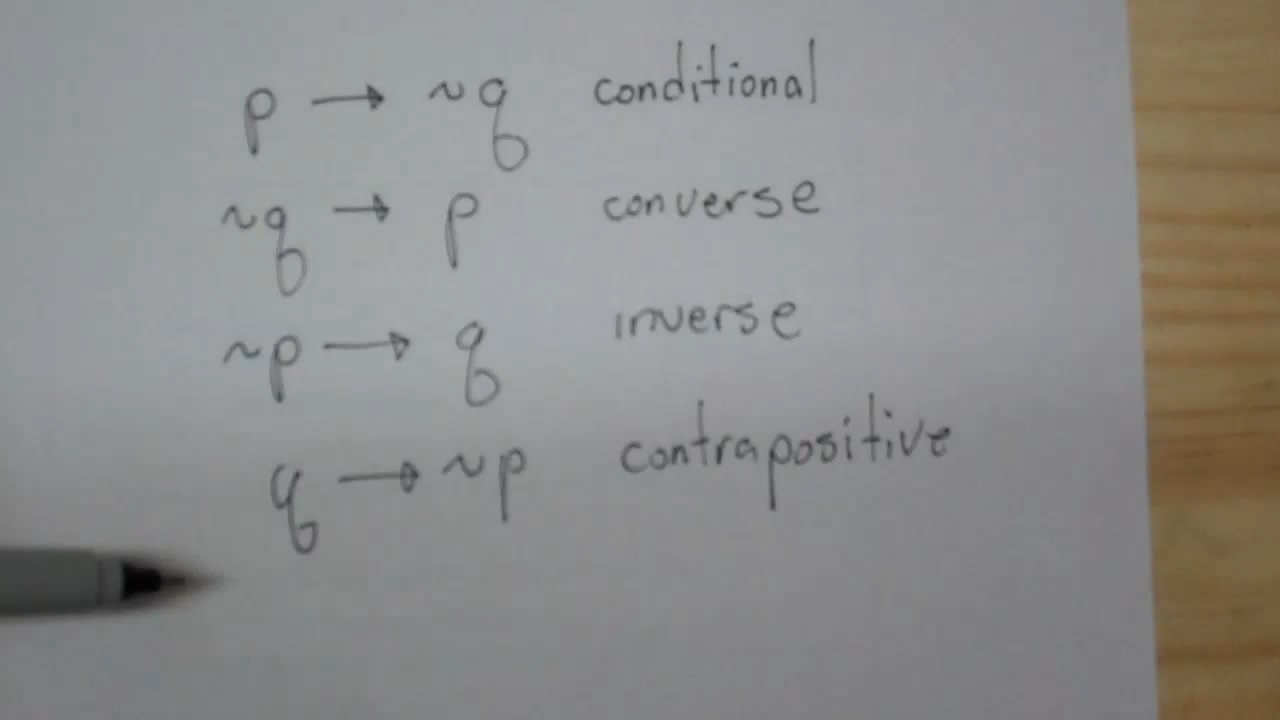 p → ~q conditional
~q → p converse
~p → q inverse
q → ~p contrapositive